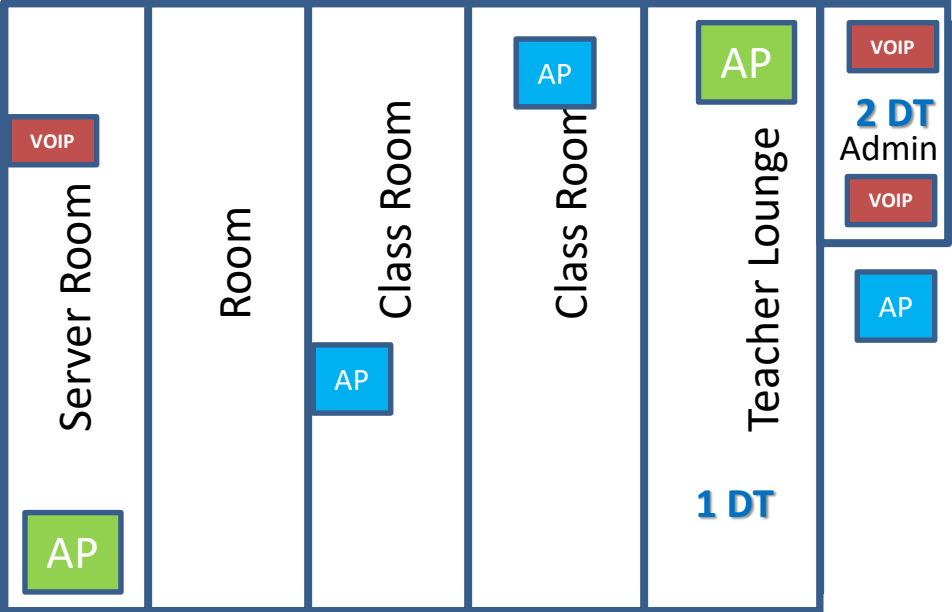 VOIP
Server Room
AP
Room
Class Room
AP
AP
Class Room
AP
Teacher Lounge
1 DT
VOIP
2 DT
Admin
VOIP
AP